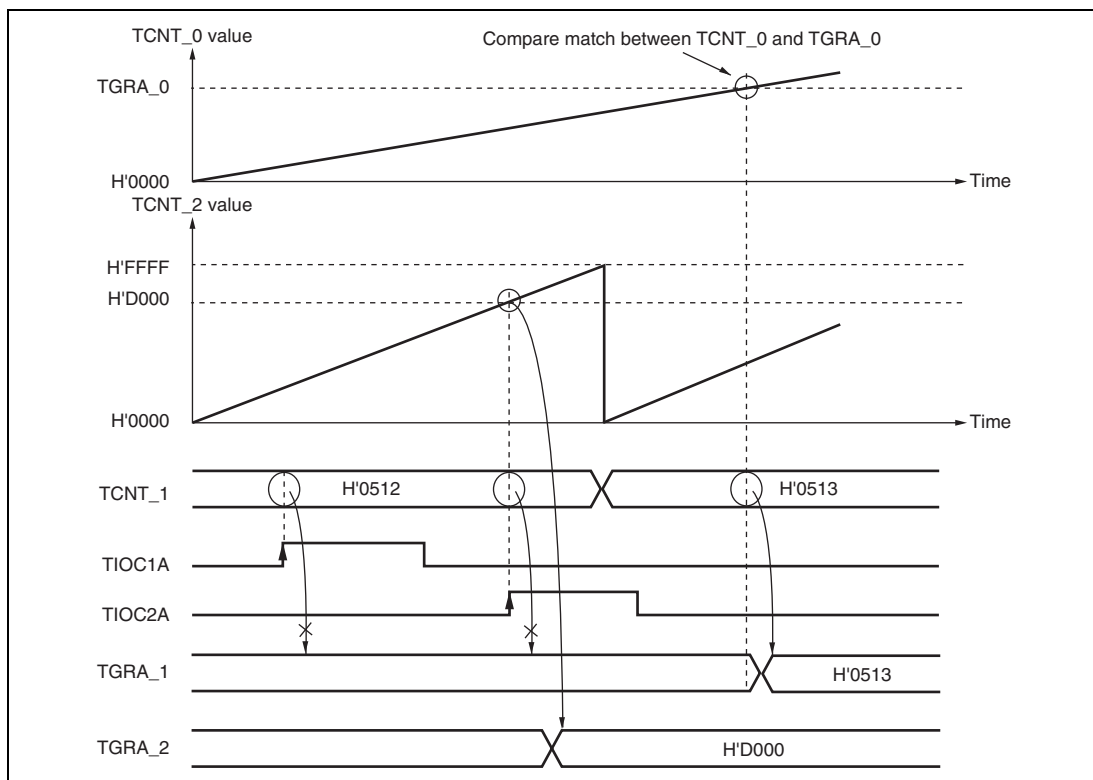 TCNT_0 value
Compare match between TCNT_0 and TGRA_0
TGRA_0
H'0000
Time
TCNT_2 value
H'FFFF
H'D000
H'0000
Time
TCNT_1
H'0512
H'0513
TIOC1A
TIOC2A
TGRA_1
H'0513
TGRA_2
H'D000